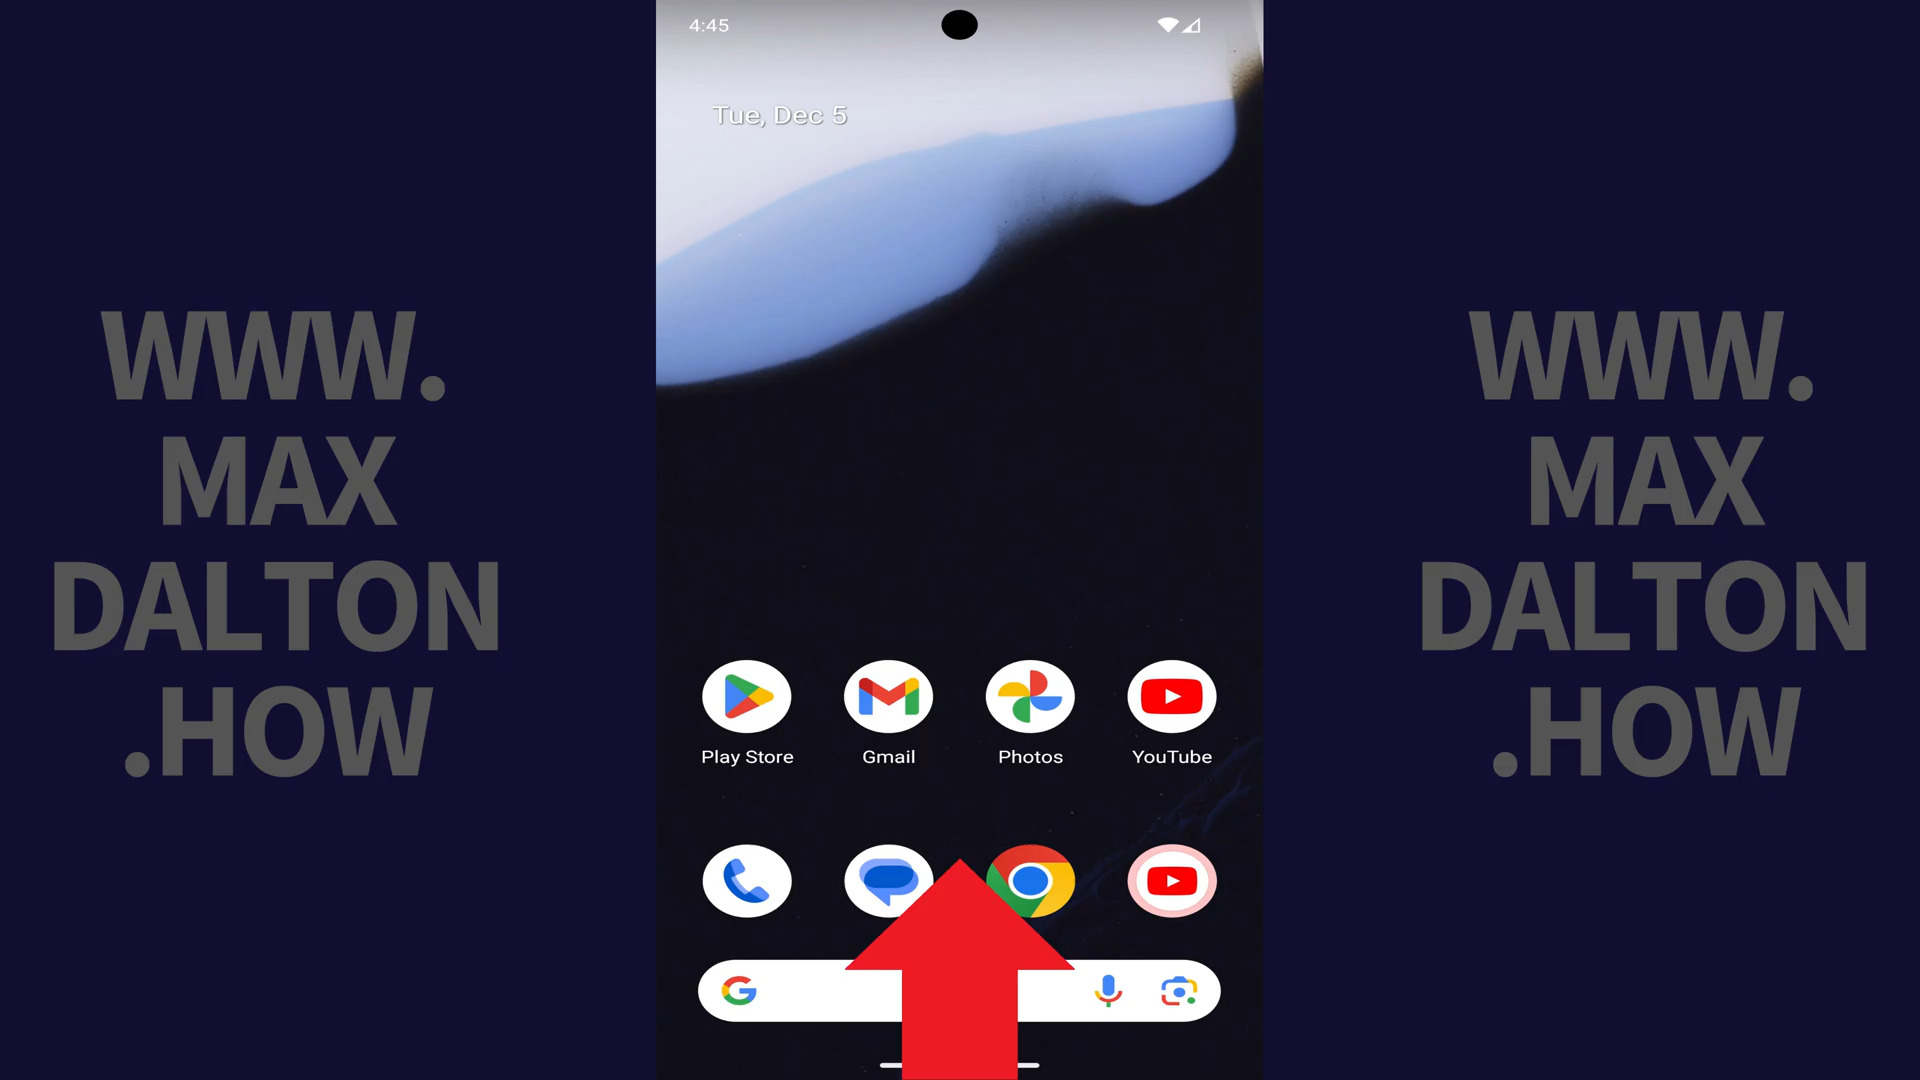 4:45
Tue, Dec 5
WWW.
MAX
DALTON
.HOW
WWW.
MAX
DALTON
.HOW
Play Store
Gmail
Photos
YouTube